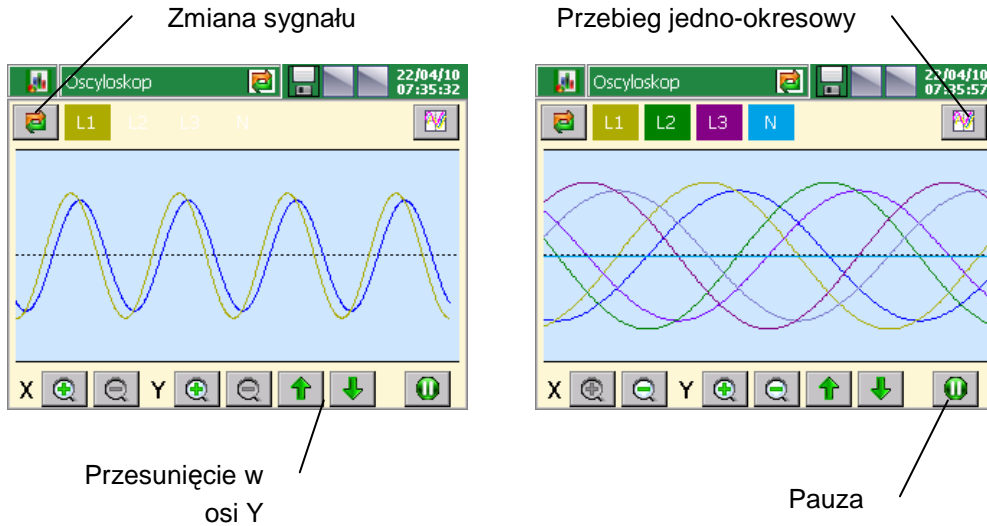 Zmiana sygnału
Przebieg jedno-okresowy
Oscyloskop
22/04/10
07:35:32
L1 L2 L3 N
X Y
Oscyloskop
22/04/10
07:35:57
L1 L2 L3 N
X Y
Przesunięcie w
osi Y
Pauza